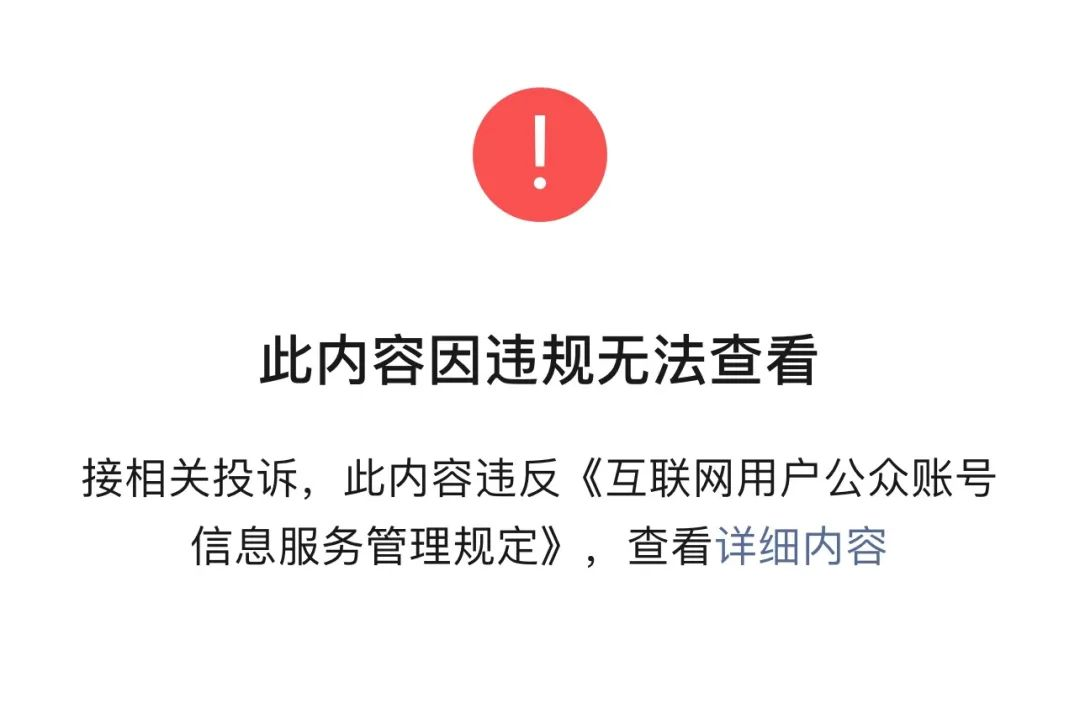 此内容因违规无法查看
接相关投诉，此内容违反《互联网用户公众账号
信息服务管理规定》，查看详细内容